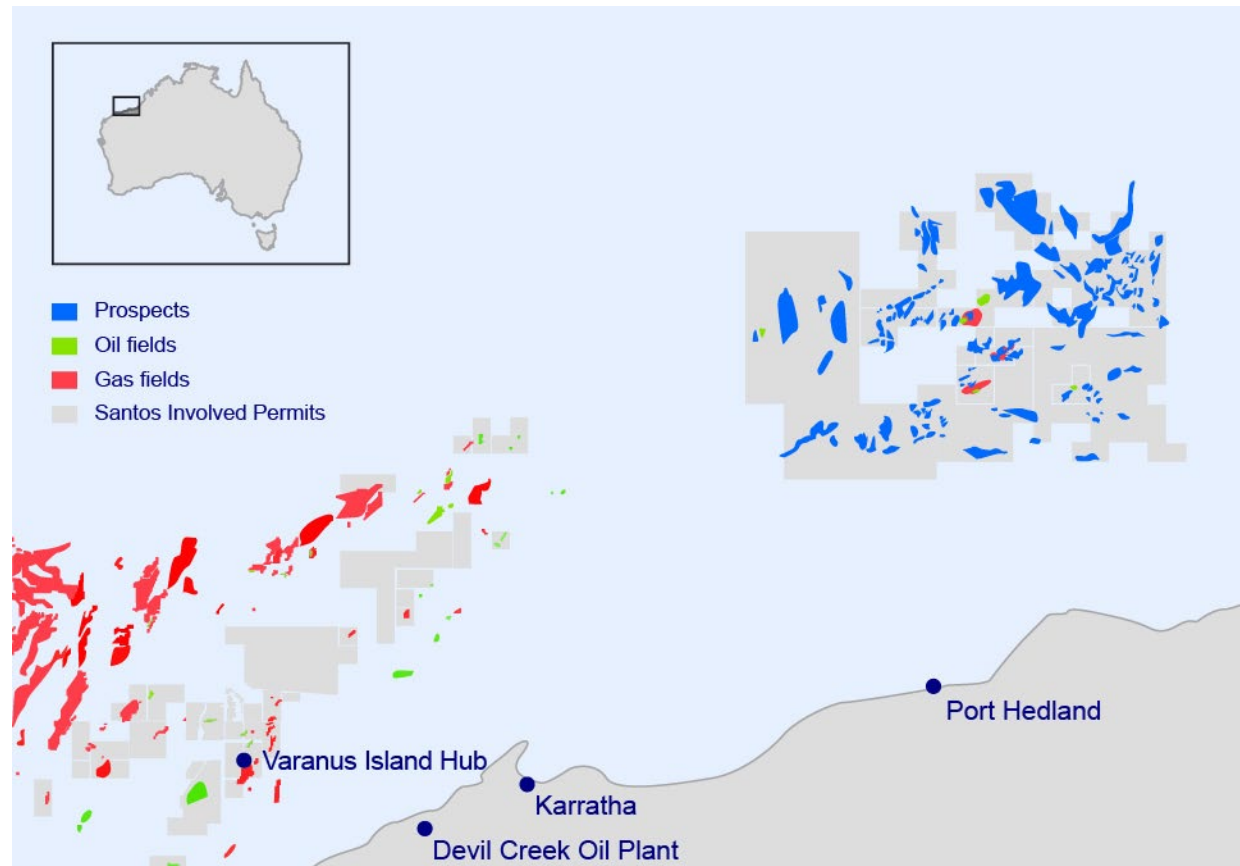 Prospects
Oil fields
Gas fields
Santos Involved Permits
Port Hedland
Varanus Island Hub
Karratha
Devil Creek Oil Plant